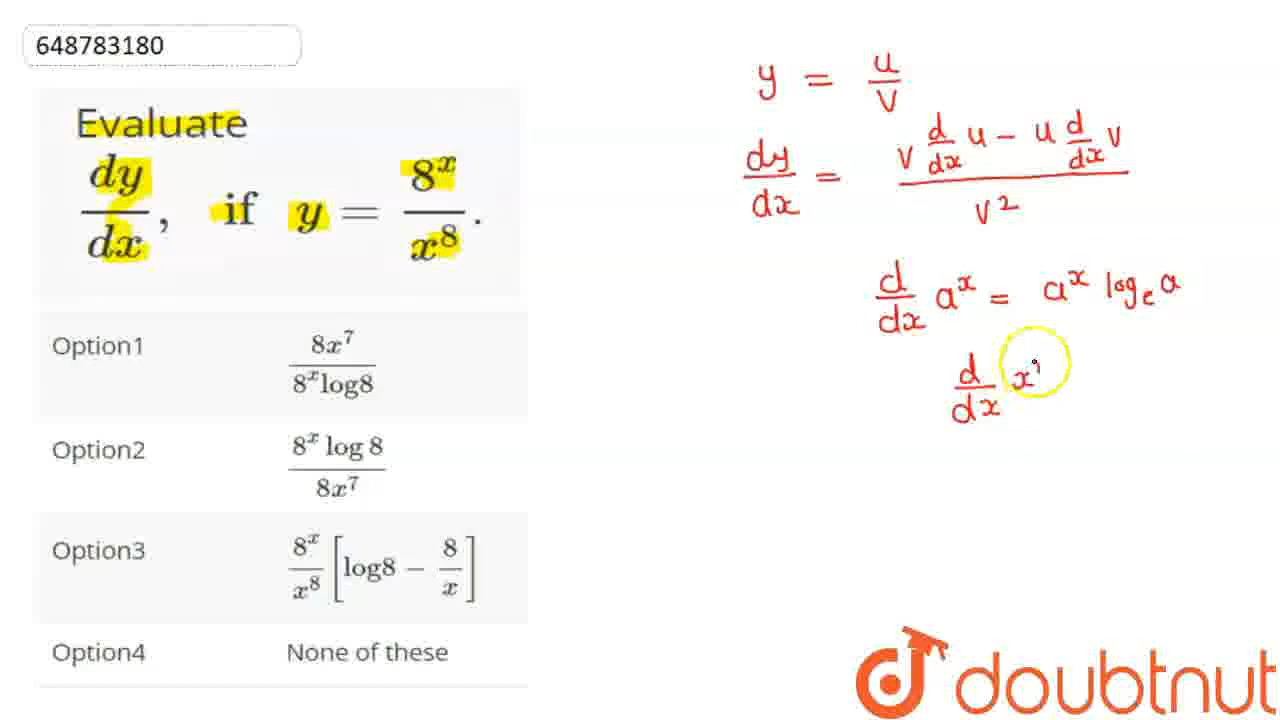 648783180
Evaluate
dy/dx, if y = 8^x/x^8.
Option1 8x^7/8^x log8
Option2 8^x log 8/8x^7
Option3 8^x/x^8 [log8 − 8/x]
Option4 None of these
y = u/v
dy/dx = (v d/dx u − u d/dx v)/v^2
d/dx a^x = a^x log_e a
d/dx x
doubtnut